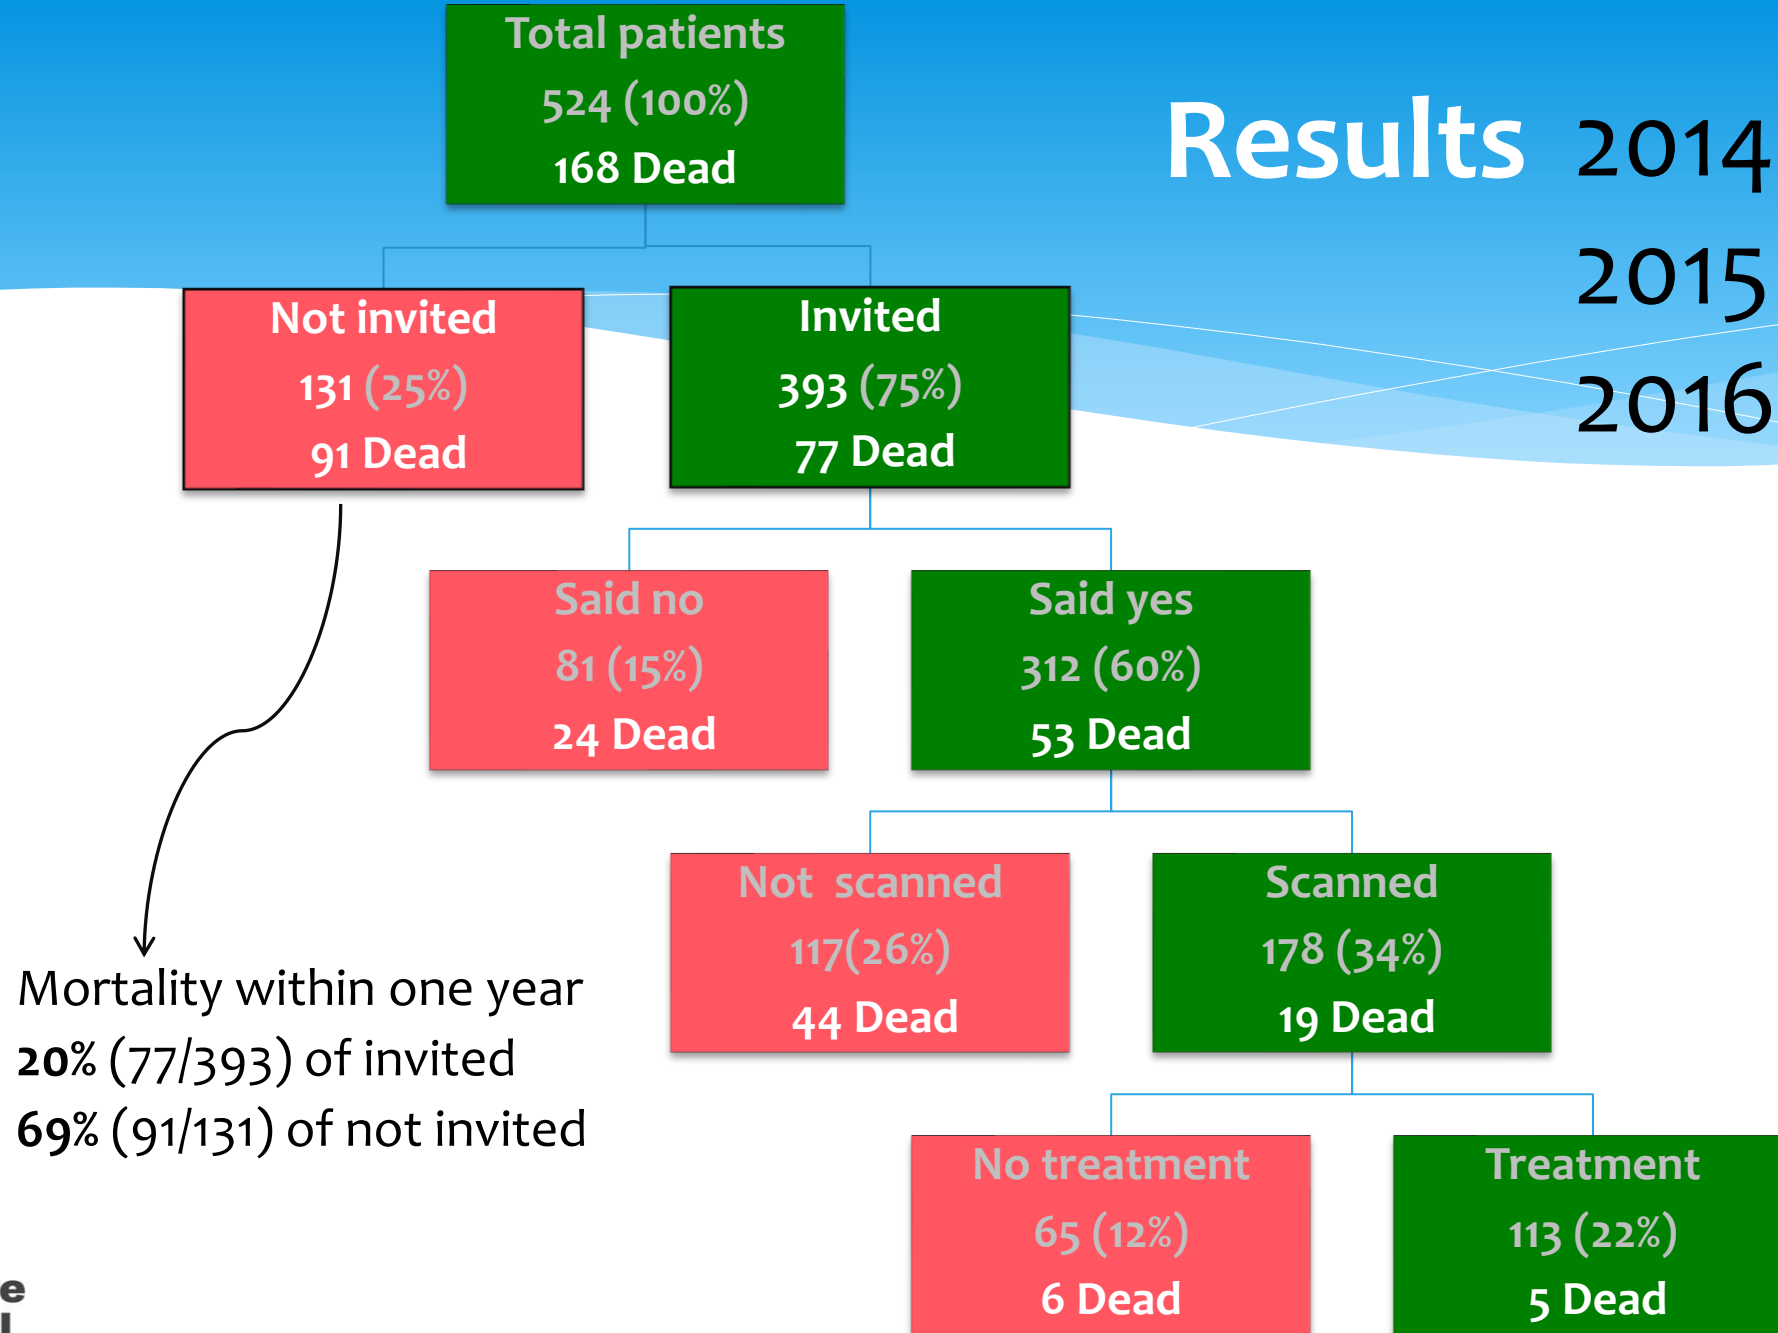 Total patients
524 (100%)
168 Dead
Results 2014
2015
2016
Not invited
131 (25%)
91 Dead
Invited
393 (75%)
77 Dead
Said no
81 (15%)
24 Dead
Said yes
312 (60%)
53 Dead
Not scanned
117(26%)
44 Dead
Scanned
178 (34%)
19 Dead
Mortality within one year
20% (77/393) of invited
69% (91/131) of not invited
No treatment
65 (12%)
6 Dead
Treatment
113 (22%)
5 Dead
e